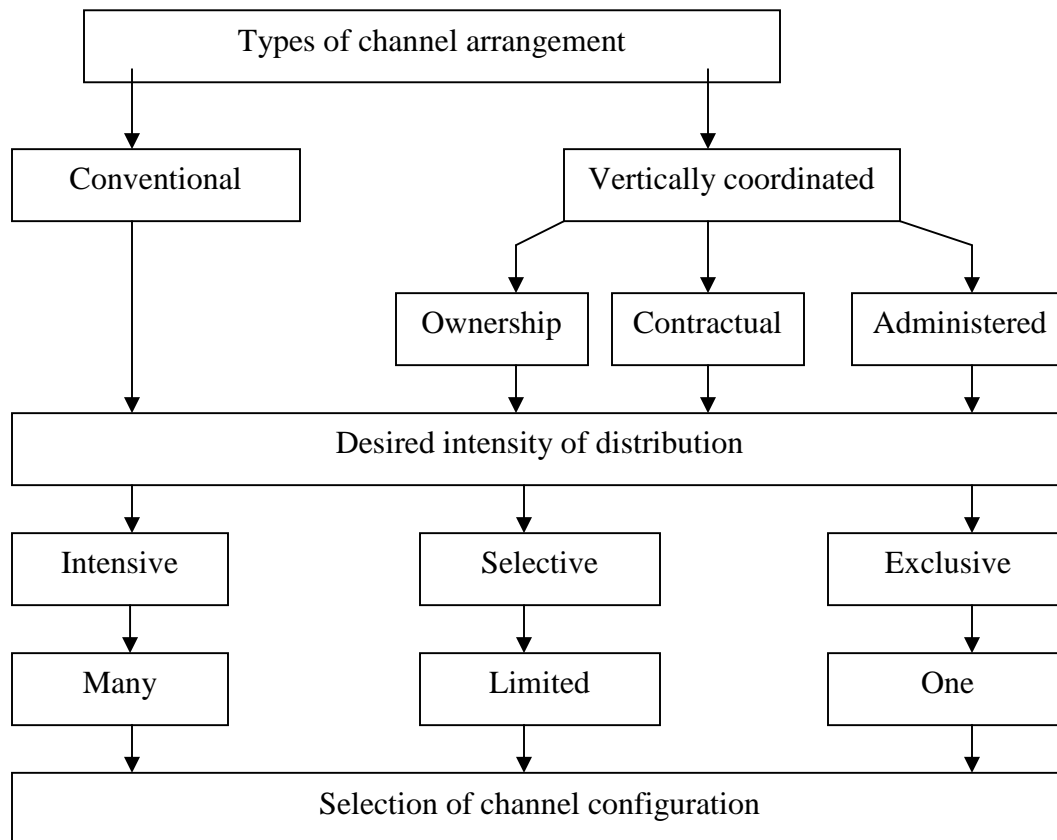 Types of channel arrangement
Conventional
Vertically coordinated
Ownership
Contractual
Administered
Desired intensity of distribution
Intensive
Selective
Exclusive
Many
Limited
One
Selection of channel configuration